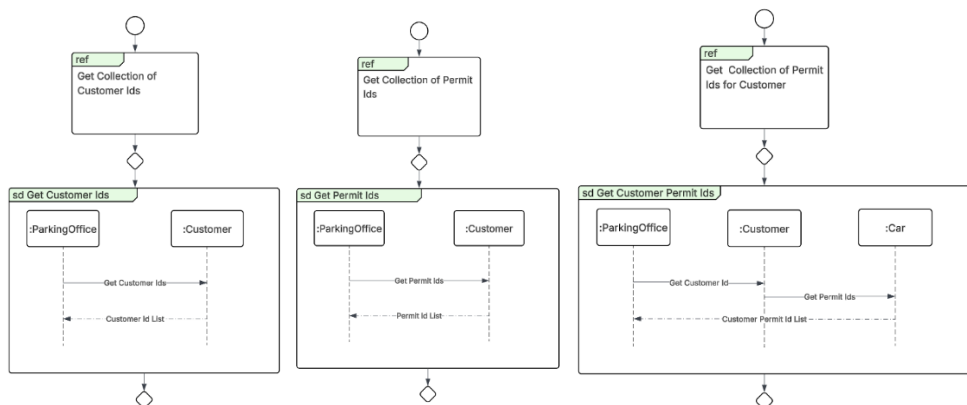 ref
Get Collection of
Customer Ids
sd Get Customer Ids
:ParkingOffice
:Customer
Get Customer Ids
Customer Id List
ref
Get Collection of Permit
Ids
sd Get Permit Ids
:ParkingOffice
:Customer
Get Permit Ids
Permit Id List
ref
Get Collection of Permit
Ids for Customer
sd Get Customer Permit Ids
:ParkingOffice
:Customer
:Car
Get Customer Id
Get Permit Ids
Customer Permit Id List